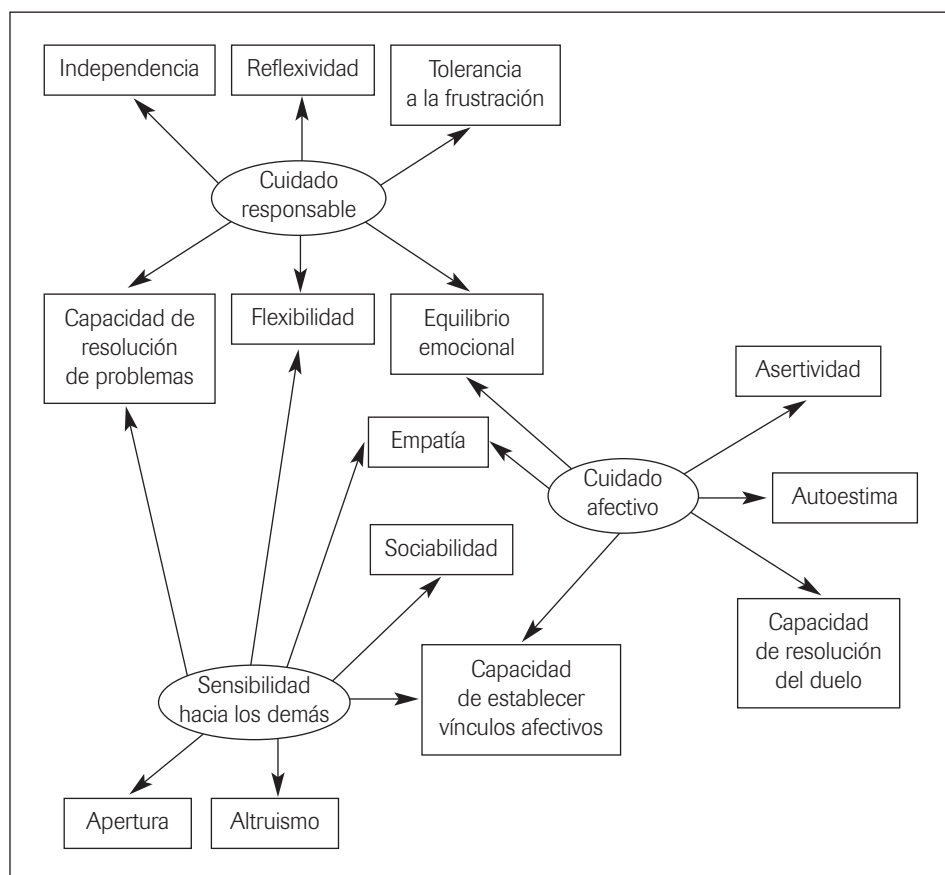 Independencia
Reflexividad
Tolerancia
a la frustración
Cuidado
responsable
Capacidad de
resolución
de problemas
Flexibilidad
Equilibrio
emocional
Asertividad
Empatía
Cuidado
afectivo
Autoestima
Sociabilidad
Capacidad
de resolución
del duelo
Sensibilidad
hacia los demás
Capacidad
de establecer
vínculos afectivos
Apertura
Altruismo